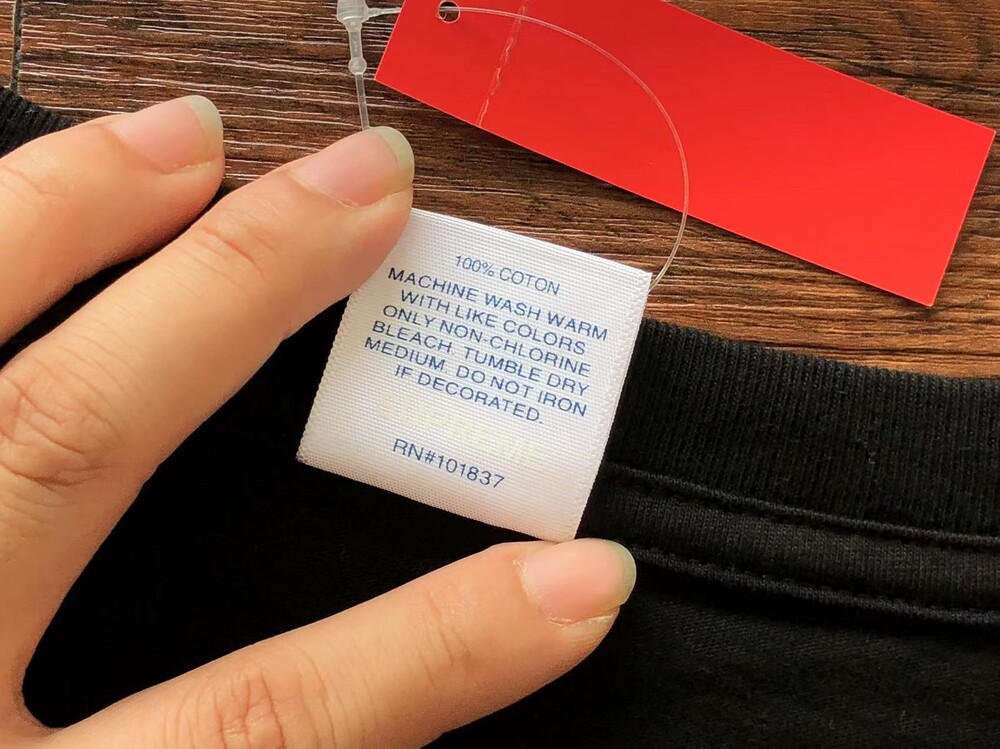 100% COTON
MACHINE WASH WARM
WITH LIKE COLORS
ONLY NON-CHLORINE
BLEACH. TUMBLE DRY
MEDIUM. DO NOT IRON
IF DECORATED.
RN#101837